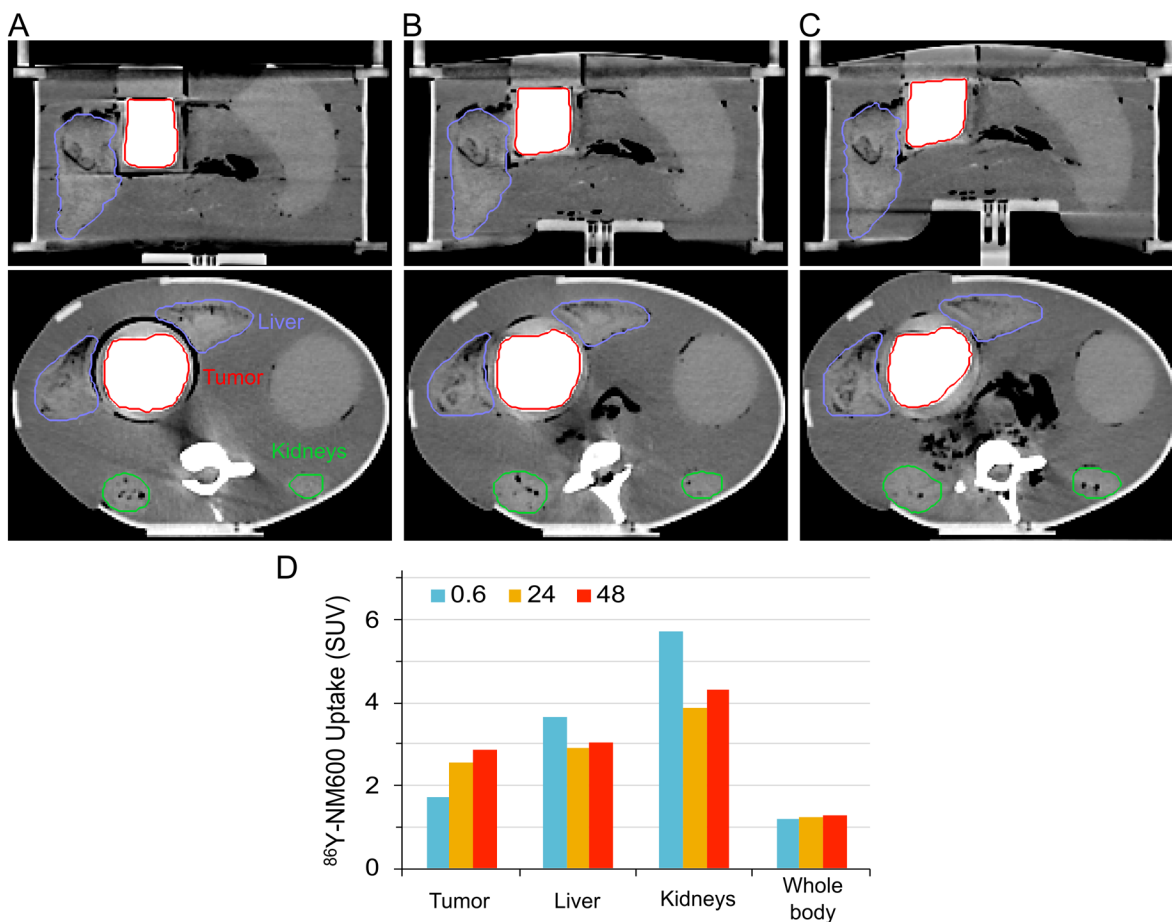 A
B
C
Liver
Tumor
Kidneys
D
0.6 24 48
⁸⁶Y-NM600 Uptake (SUV)
6
4
2
0
Tumor Liver Kidneys Whole body